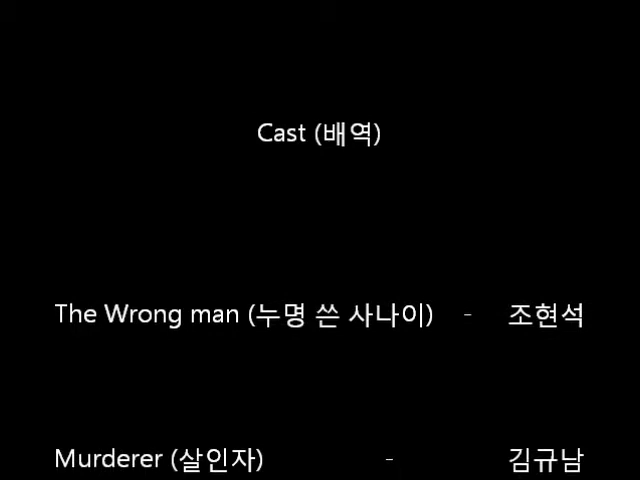 Cast (배역)
The Wrong man (누명 쓴 사나이) - 조현석
Murderer (살인자) - 김규남